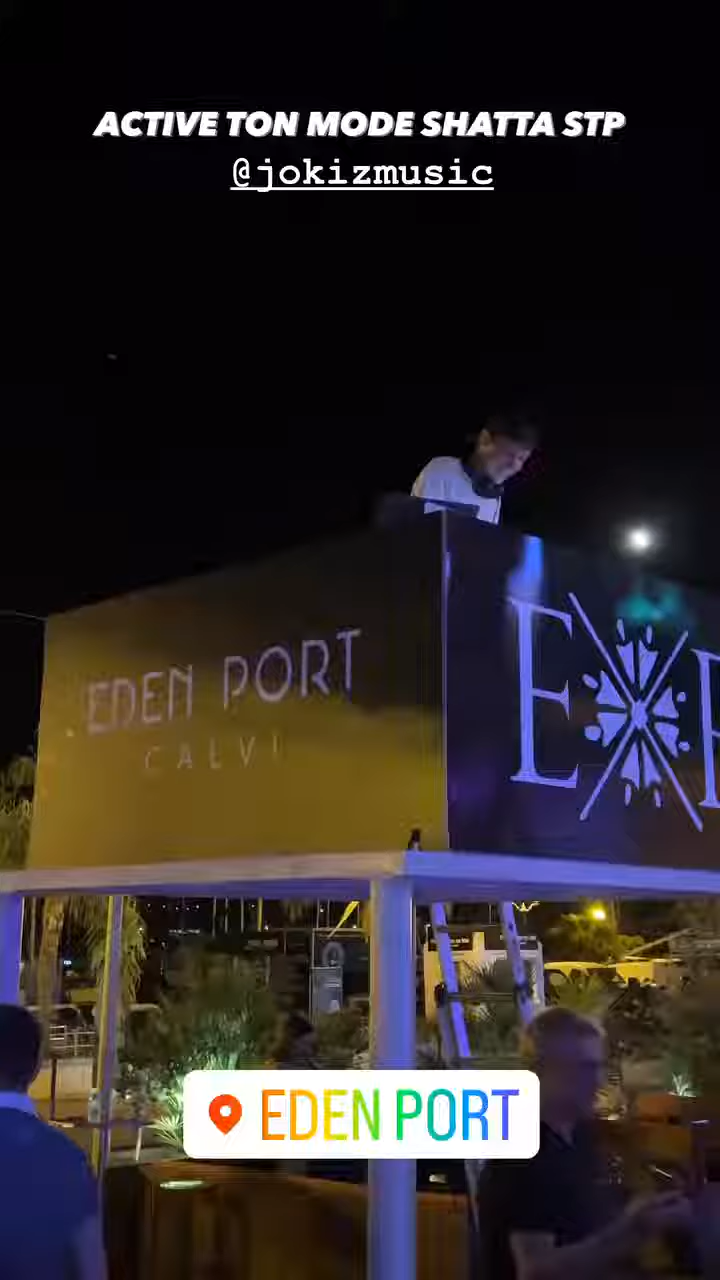 ACTIVE TON MODE SHATTA STP
@jokizmusic
EDEN PORT
CALVI
EDEN PORT